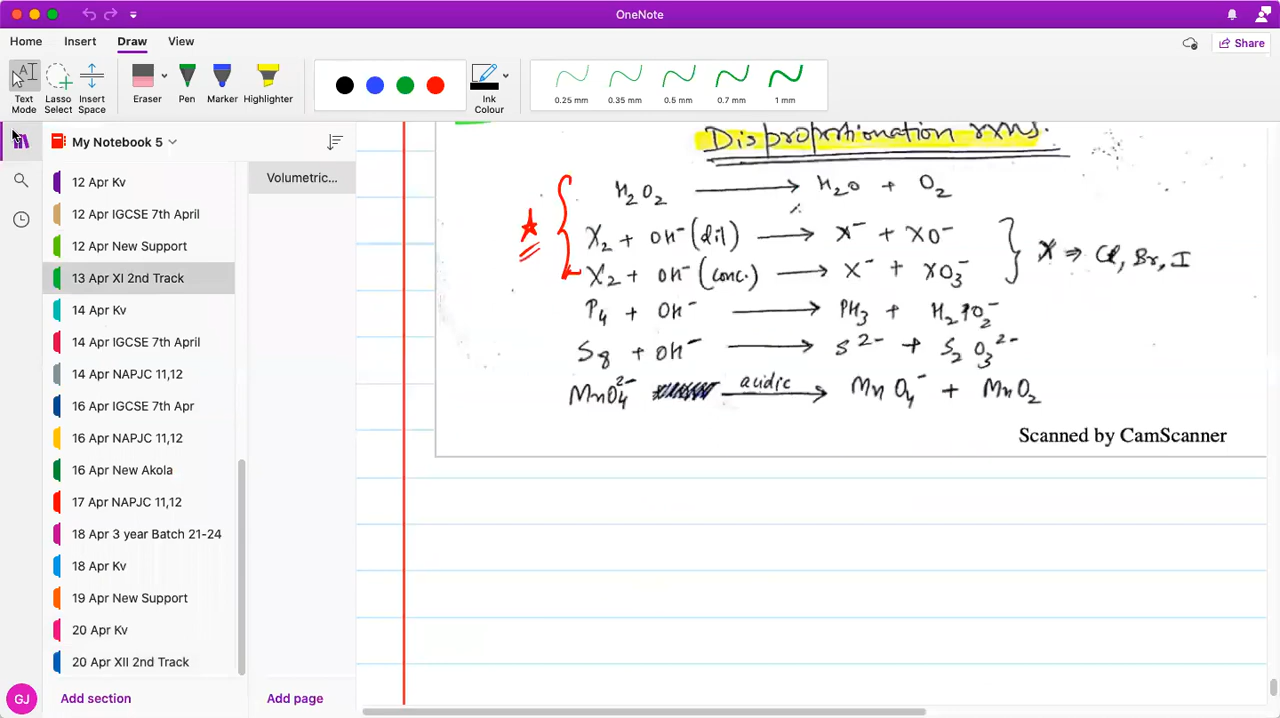 OneNote
Home Insert Draw View
Share
Text Mode
Lasso Select
Insert Space
Eraser
Pen
Marker
Highlighter
Ink Colour
0.25 mm
0.35 mm
0.5 mm
0.7 mm
1 mm
My Notebook 5
12 Apr Kv
12 Apr IGCSE 7th April
12 Apr New Support
13 Apr XI 2nd Track
14 Apr Kv
14 Apr IGCSE 7th April
14 Apr NAPJC 11,12
16 Apr IGCSE 7th Apr
16 Apr NAPJC 11,12
16 Apr New Akola
17 Apr NAPJC 11,12
18 Apr 3 year Batch 21-24
18 Apr Kv
19 Apr New Support
20 Apr Kv
20 Apr XII 2nd Track
GJ
Add section
Volumetric...
Add page
Disproportionation rxns.
H₂O₂ → H₂O + O₂
X₂ + OH⁻ (dil) → X⁻ + XO⁻
X₂ + OH⁻ (conc.) → X⁻ + XO₃⁻
X ⇒ Cl, Br, I
P₄ + OH⁻ → PH₃ + H₂PO₂⁻
S₈ + OH⁻ → S²⁻ + S₂O₃²⁻
MnO₄²⁻ acidic → MnO₄⁻ + MnO₂
Scanned by CamScanner